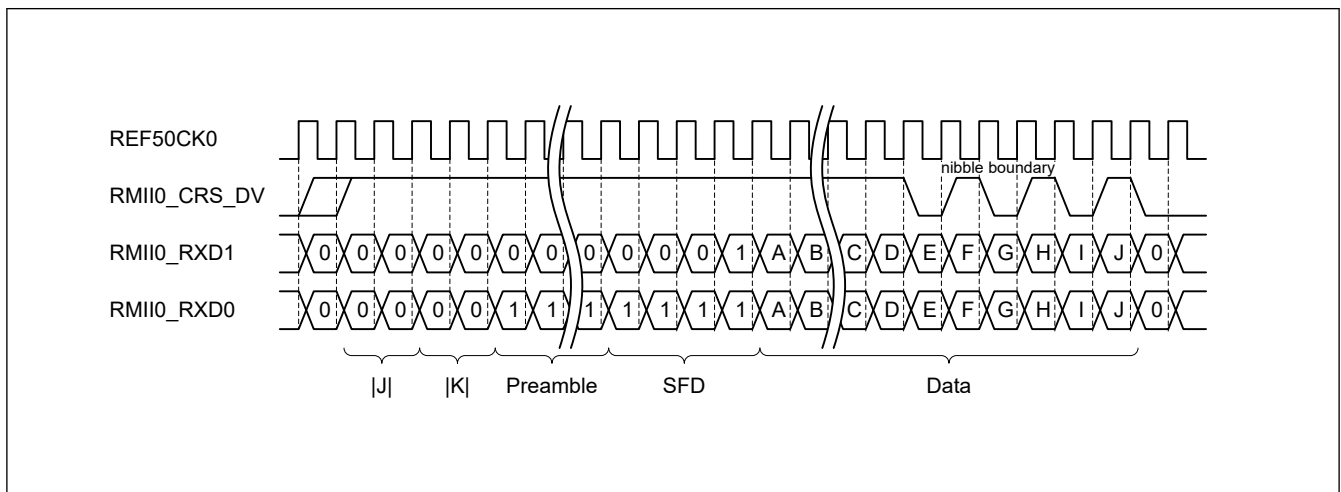 REF50CK0
nibble boundary
RMII0_CRS_DV
RMII0_RXD1 0 0 0 0 0 0 0 0 0 0 0 1 A B C D E F G H I J 0
RMII0_RXD0 0 0 0 0 0 1 1 1 1 1 1 1 A B C D E F G H I J 0
|J| |K| Preamble SFD Data